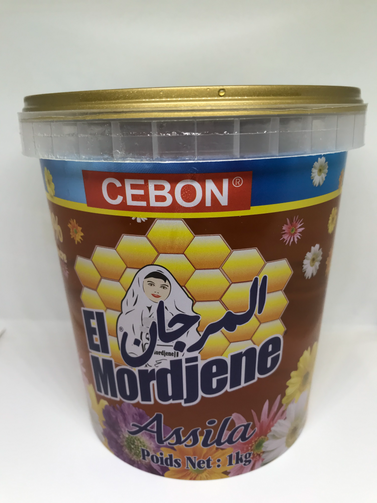 CEBON®
المرجان
El
Mordjene
Assila
Poids Net : 1kg